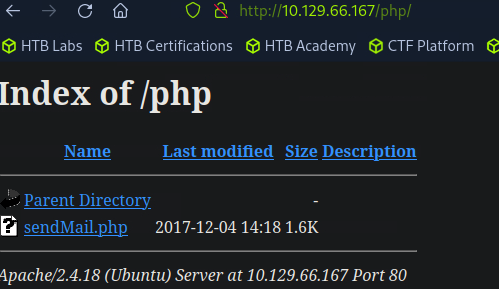 http://10.129.66.167/php/
HTB Labs HTB Certifications HTB Academy CTF Platform
Index of /php
Name Last modified Size Description
Parent Directory -
sendMail.php 2017-12-04 14:18 1.6K
Apache/2.4.18 (Ubuntu) Server at 10.129.66.167 Port 80